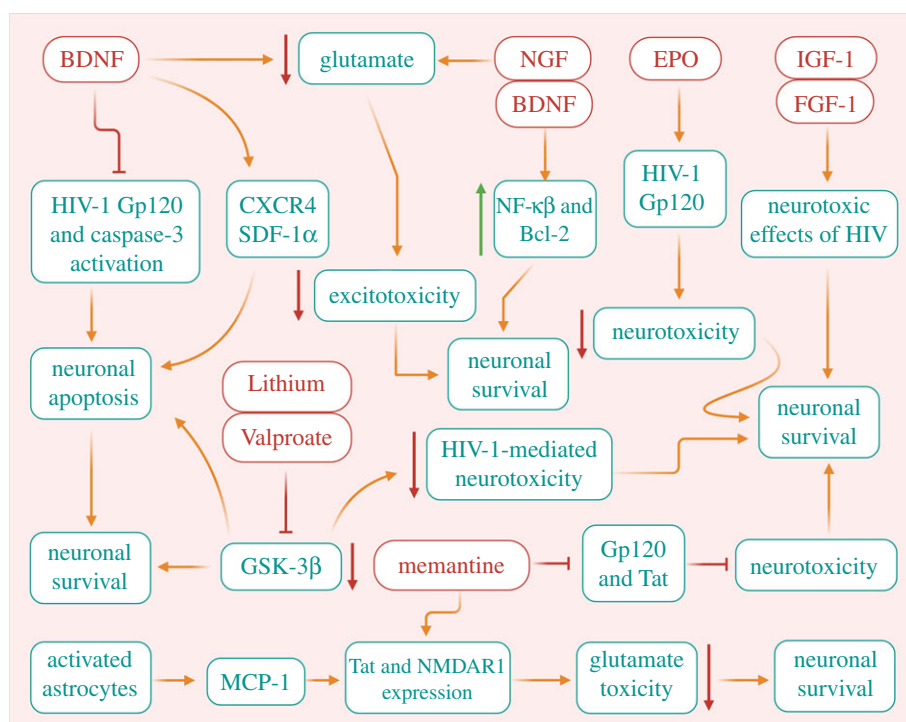 BDNF
glutamate
NGF
BDNF
EPO
IGF-1
FGF-1
HIV-1 Gp120
and caspase-3
activation
CXCR4
SDF-1α
NF-κβ and
Bcl-2
HIV-1
Gp120
neurotoxic
effects of HIV
excitotoxicity
neurotoxicity
neuronal
apoptosis
Lithium
Valproate
neuronal
survival
neuronal
survival
HIV-1-mediated
neurotoxicity
neuronal
survival
GSK-3β
memantine
Gp120
and Tat
neurotoxicity
activated
astrocytes
MCP-1
Tat and NMDAR1
expression
glutamate
toxicity
neuronal
survival